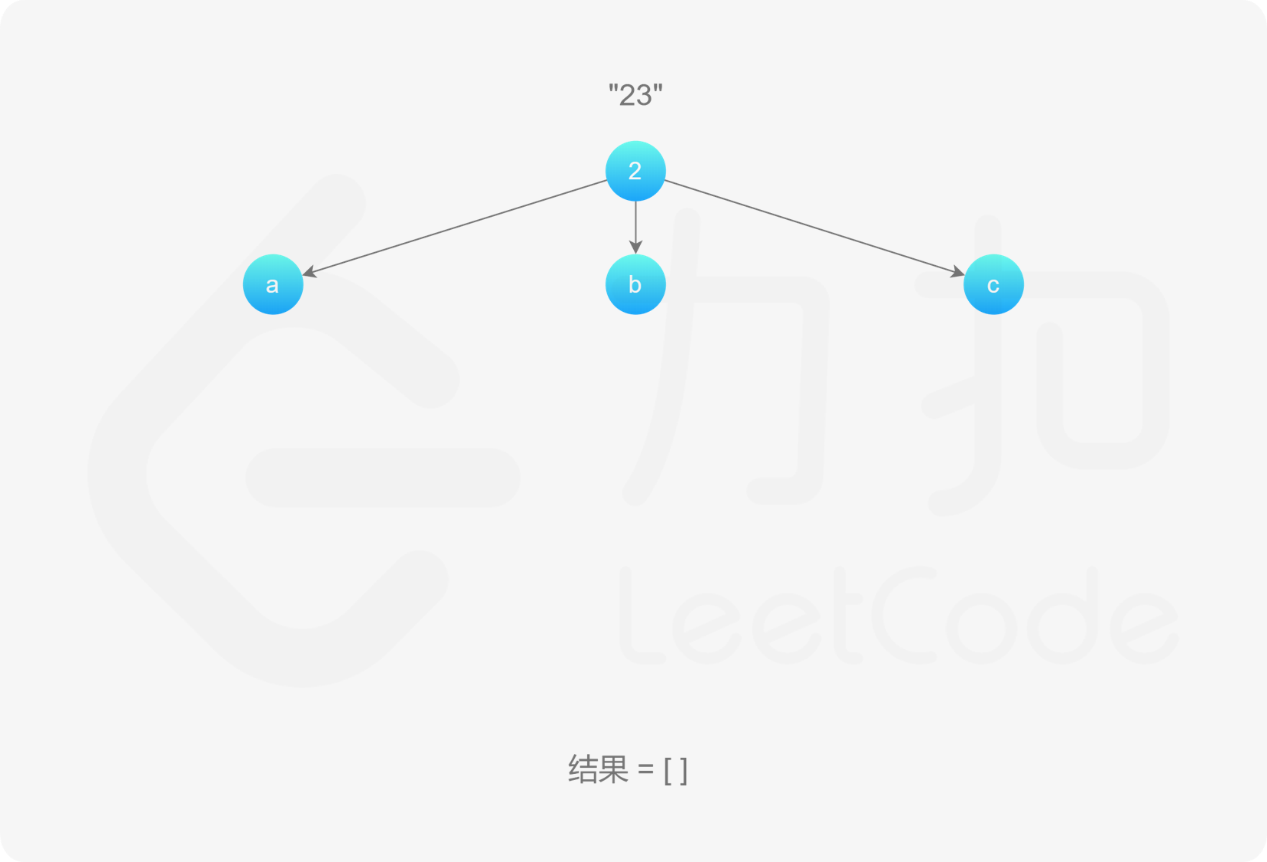 "23"
2
a b c
力扣
LeetCode
结果 = [ ]